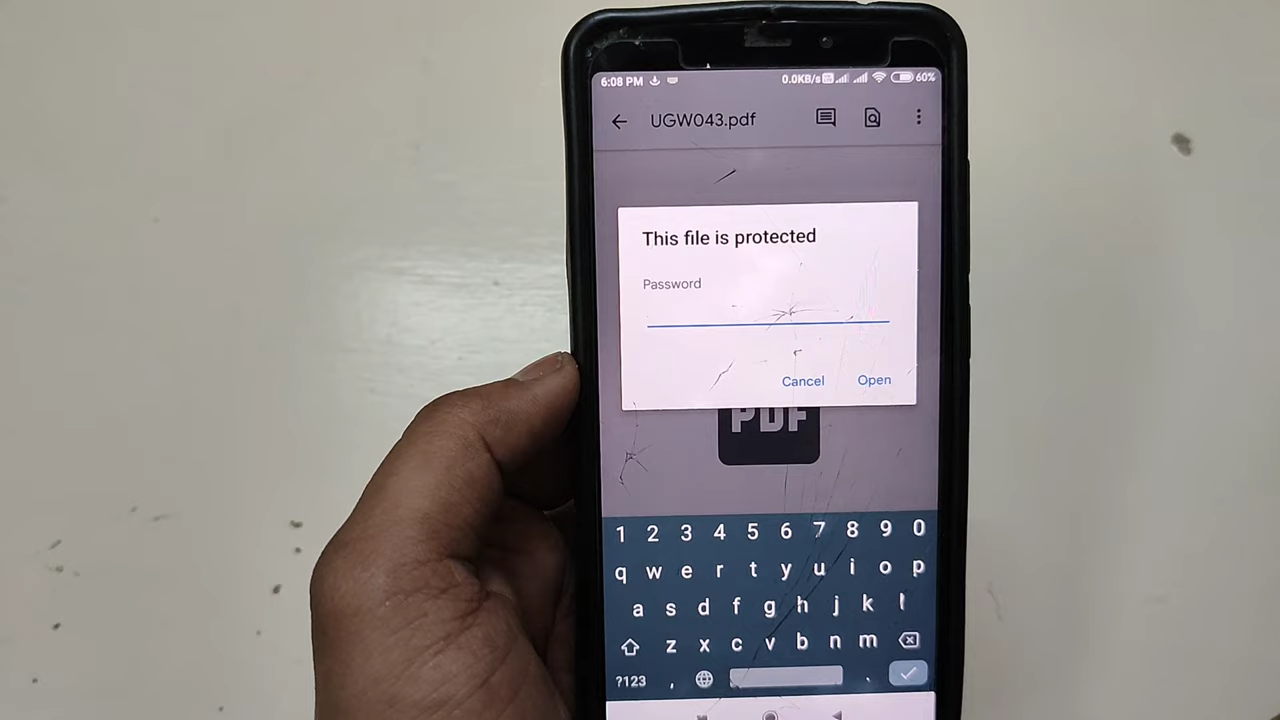 6:08 PM 0.0KB/s 60%
UGW043.pdf
This file is protected
Password
Cancel Open
PDF
1 2 3 4 5 6 7 8 9 0
q w e r t y u i o p
a s d f g h j k l
z x c v b n m
?123 , .